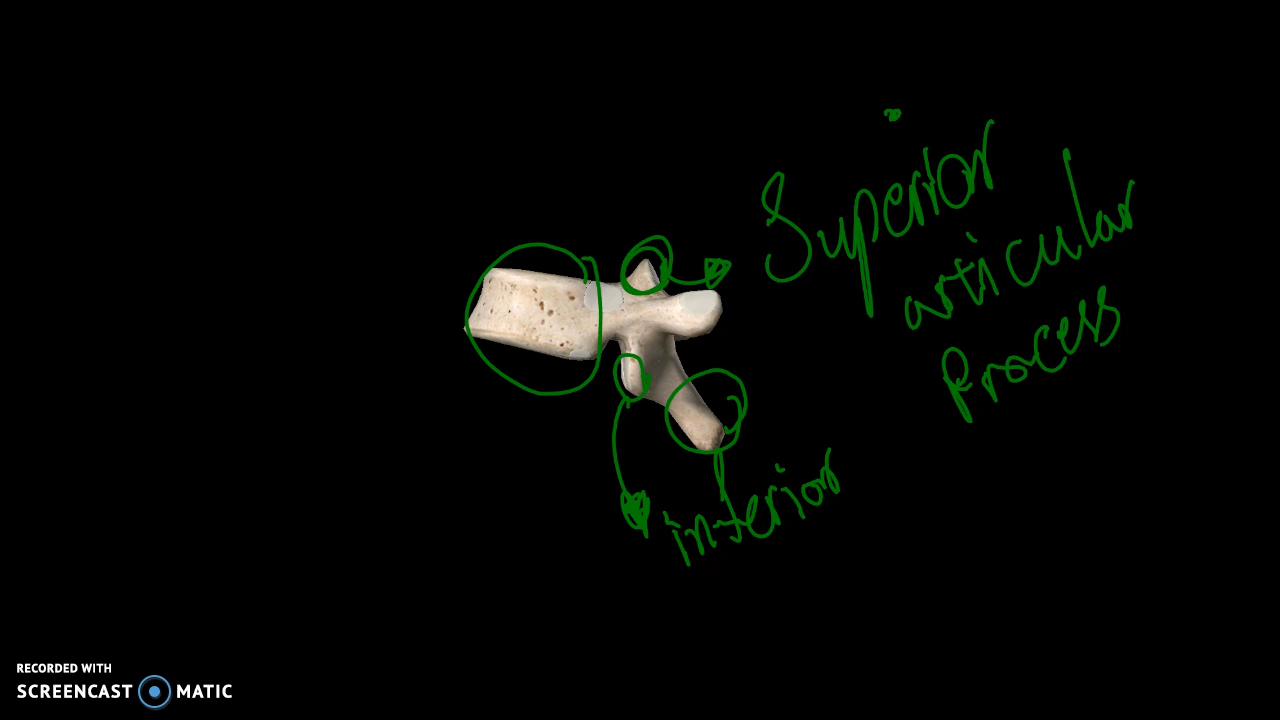 Superior
articular
Process
inferior
RECORDED WITH
SCREENCAST MATIC